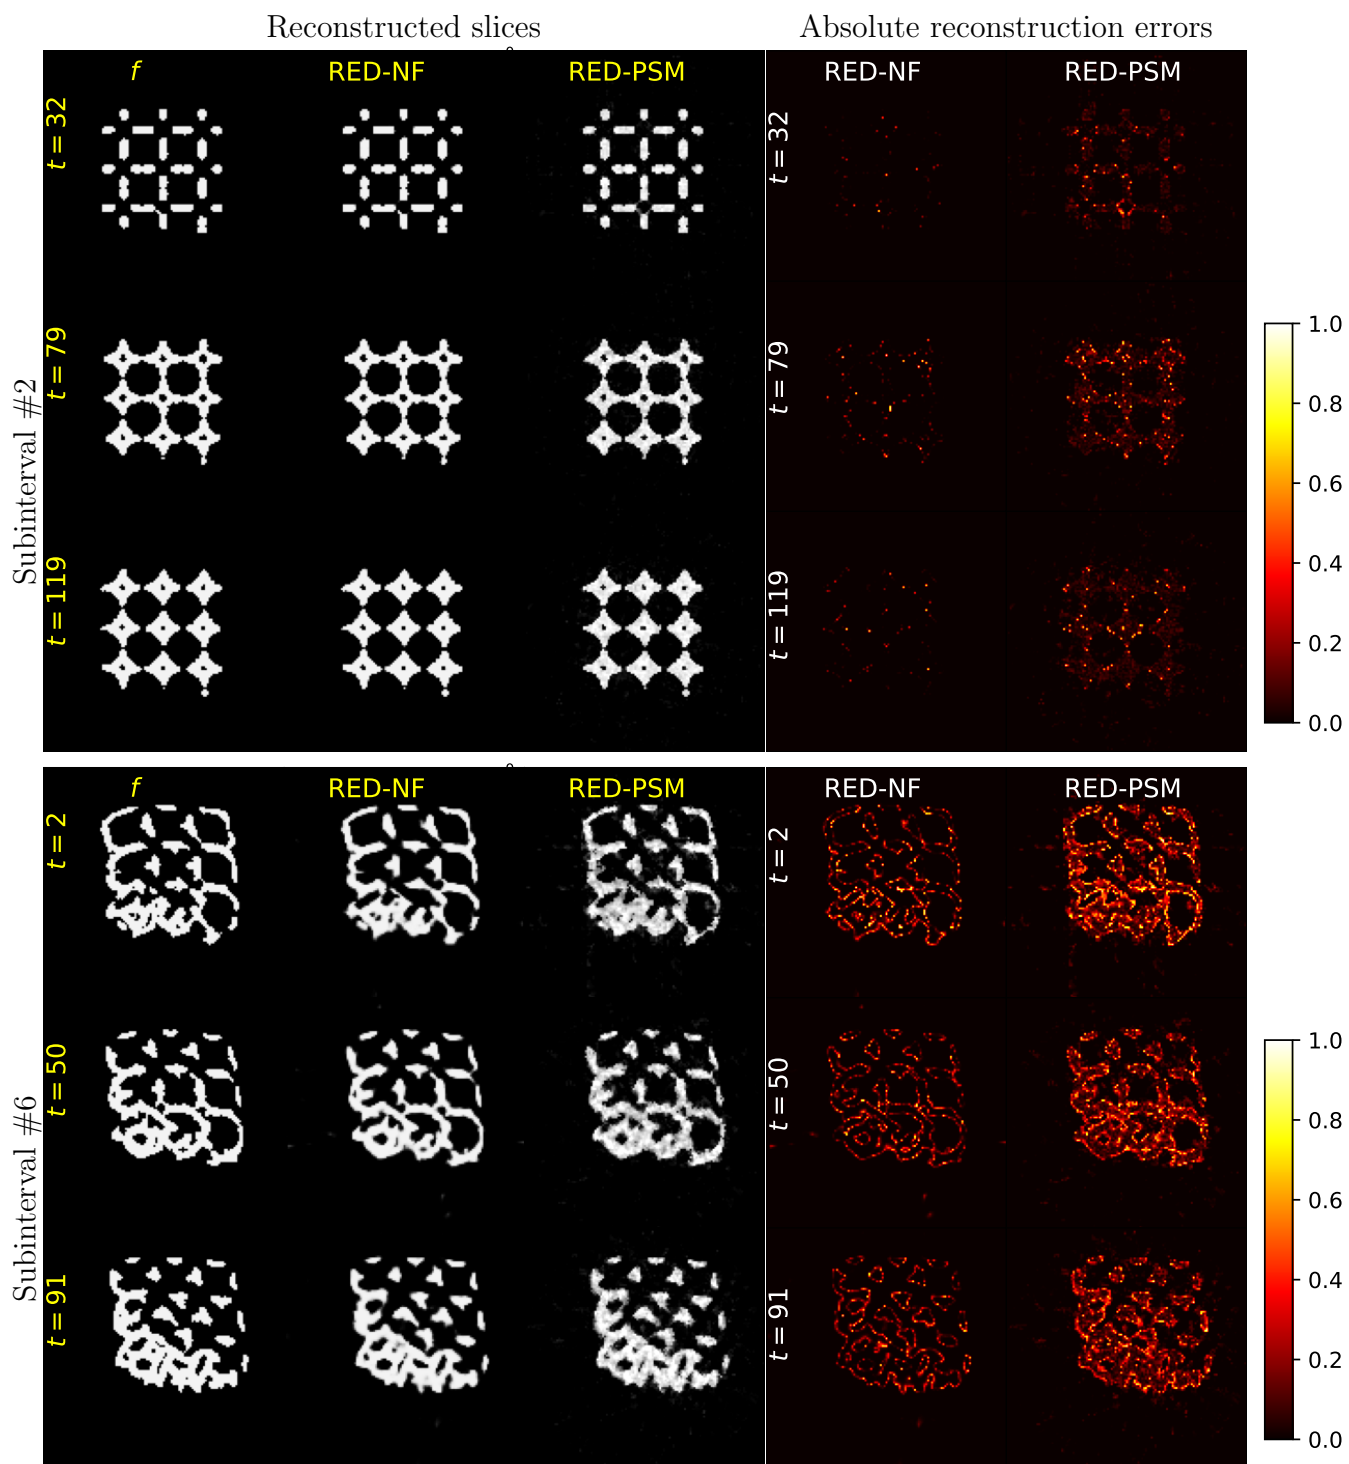 Reconstructed slices
Absolute reconstruction errors
Subinterval #2
f RED-NF RED-PSM
RED-NF RED-PSM
t = 32
t = 79
t = 119
t = 32
t = 79
t = 119
1.0
0.8
0.6
0.4
0.2
0.0
Subinterval #6
f RED-NF RED-PSM
RED-NF RED-PSM
t = 2
t = 50
t = 91
t = 2
t = 50
t = 91
1.0
0.8
0.6
0.4
0.2
0.0